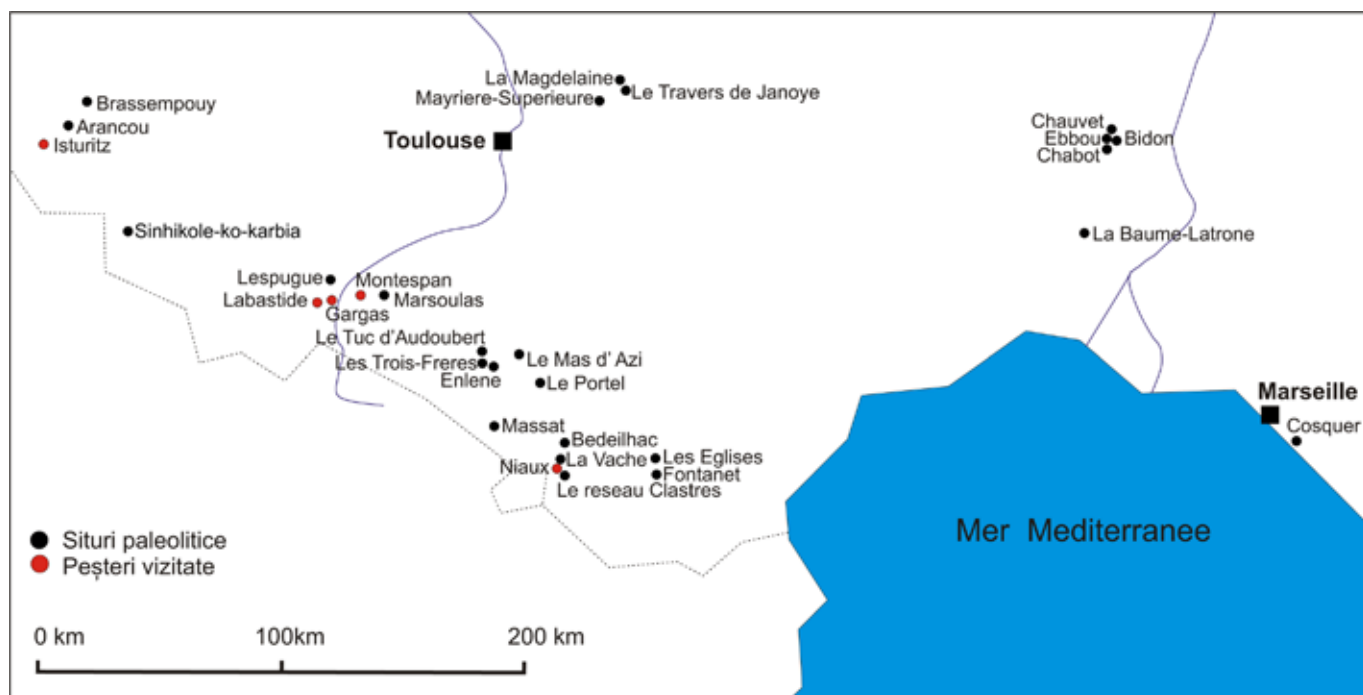 La Magdelaine
Le Travers de Janoye
Mayriere-Superieure
Brassempouy
Arancou
Isturitz
Toulouse
Chauvet
Ebbou
Bidon
Chabot
Sinhikole-ko-karbia
La Baume-Latrone
Lespugue
Montespan
Labastide
Marsoulas
Gargas
Le Tuc d'Audoubert
Les Trois-Freres
Le Mas d' Azi
Enlene
Le Portel
Marseille
Cosquer
Massat
Bedeilhac
La Vache
Les Eglises
Niaux
Fontanet
Le reseau Clastres
Mer Mediterranee
Situri paleolitice
Peșteri vizitate
0 km 100km 200 km